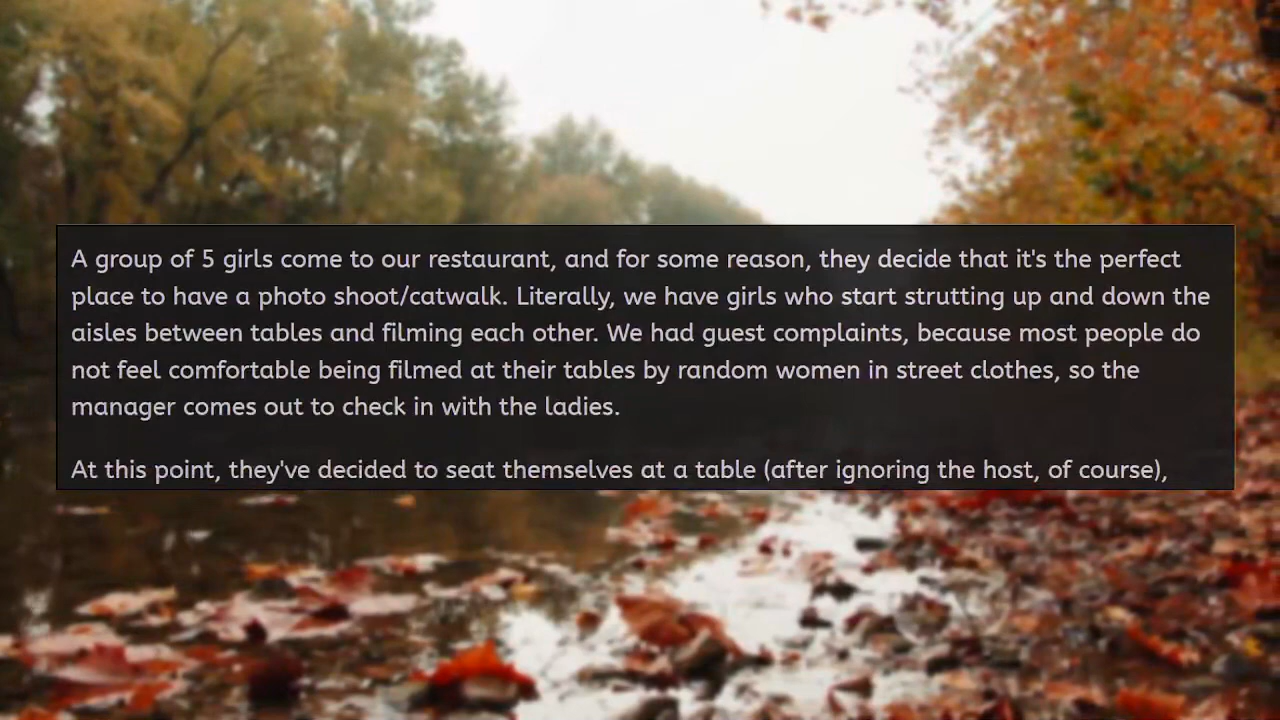 A group of 5 girls come to our restaurant, and for some reason, they decide that it's the perfect
place to have a photo shoot/catwalk. Literally, we have girls who start strutting up and down the
aisles between tables and filming each other. We had guest complaints, because most people do
not feel comfortable being filmed at their tables by random women in street clothes, so the
manager comes out to check in with the ladies.
At this point, they've decided to seat themselves at a table (after ignoring the host, of course),